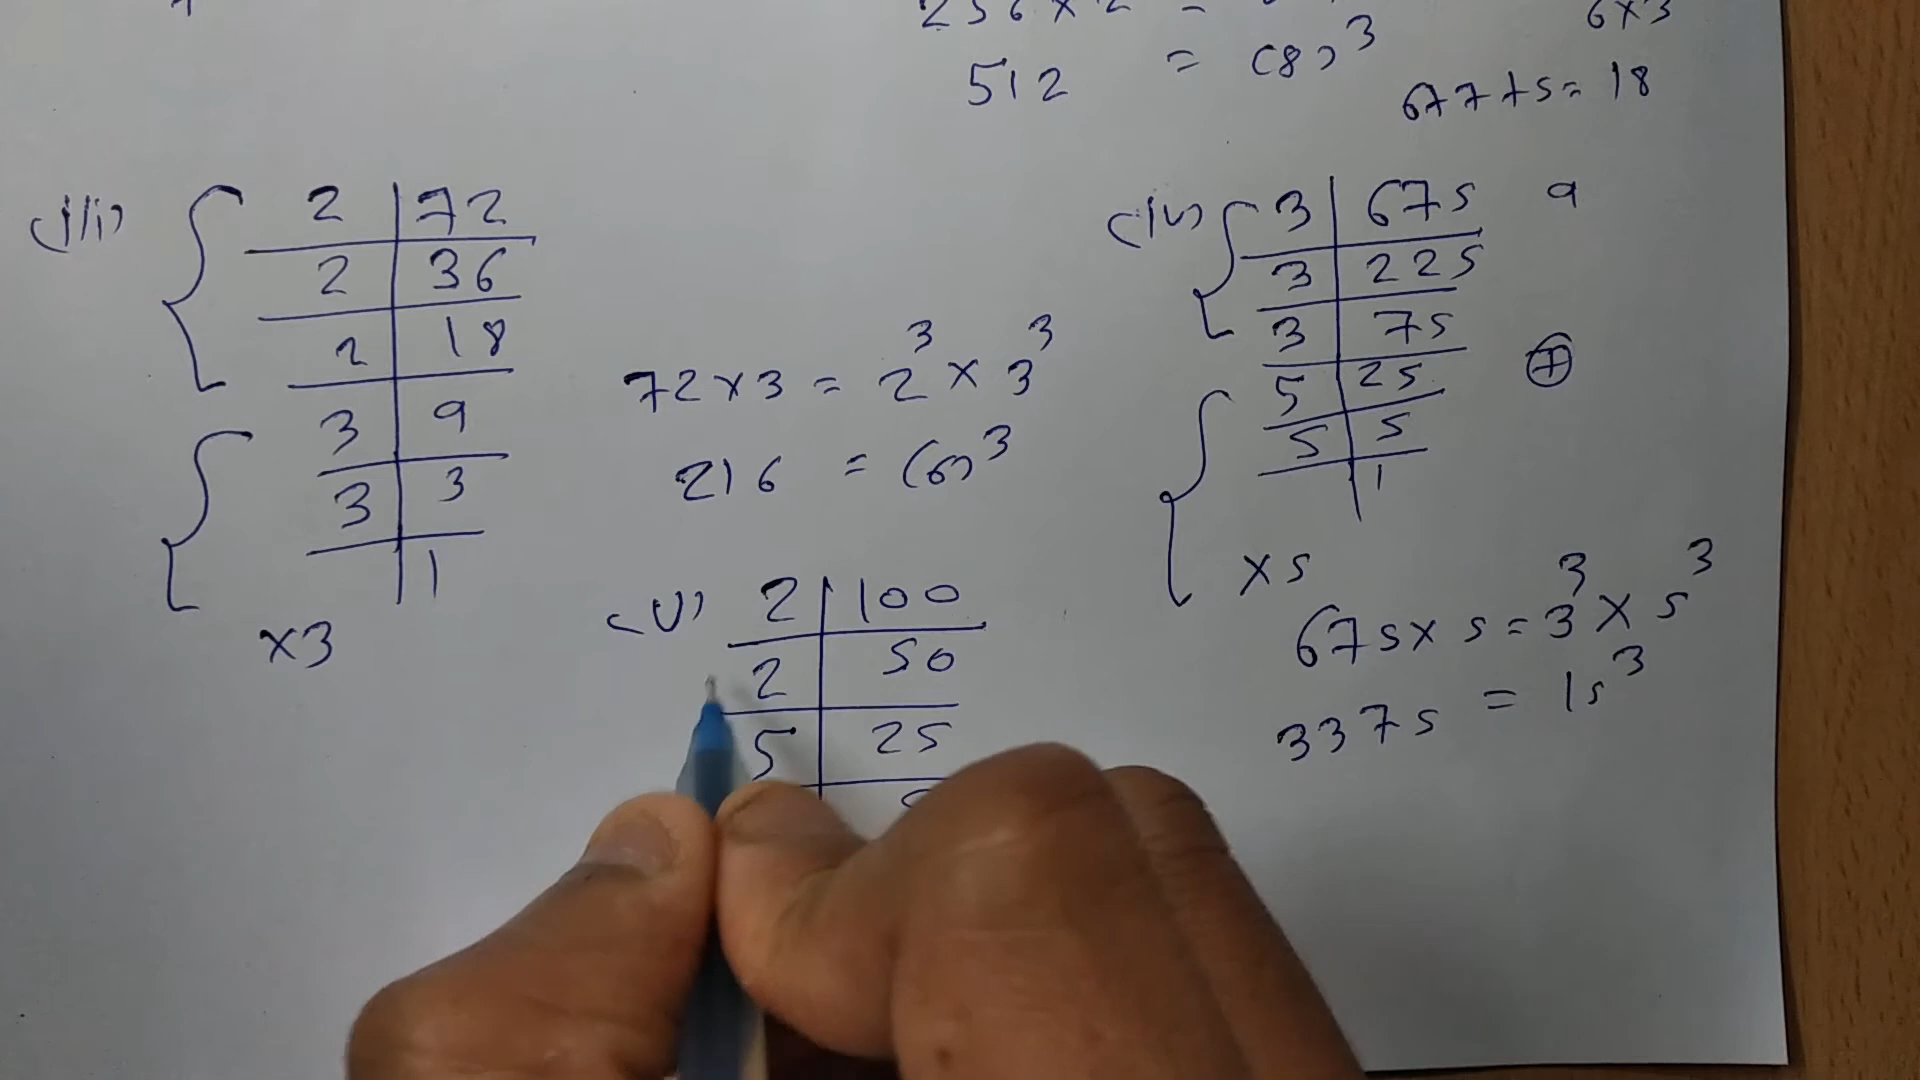 512 = (8)³
6×3
6+7+5= 18
(iii) 2 | 72
2 | 36
2 | 18
3 | 9
3 | 3
1
×3
72×3 = 2³ × 3³
216 = (6)³
(iv) 3 | 675 9
3 | 225
3 | 75
5 | 25
5 | 5
1
×5
675×5=3³×5³
3375 = 15³
(v) 2 | 100
2 | 50
5 | 25